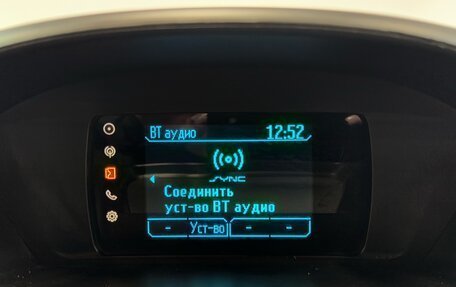 BT аудио 12:52
SYNC
Соединить
уст-во BT аудио
- Уст-во - -